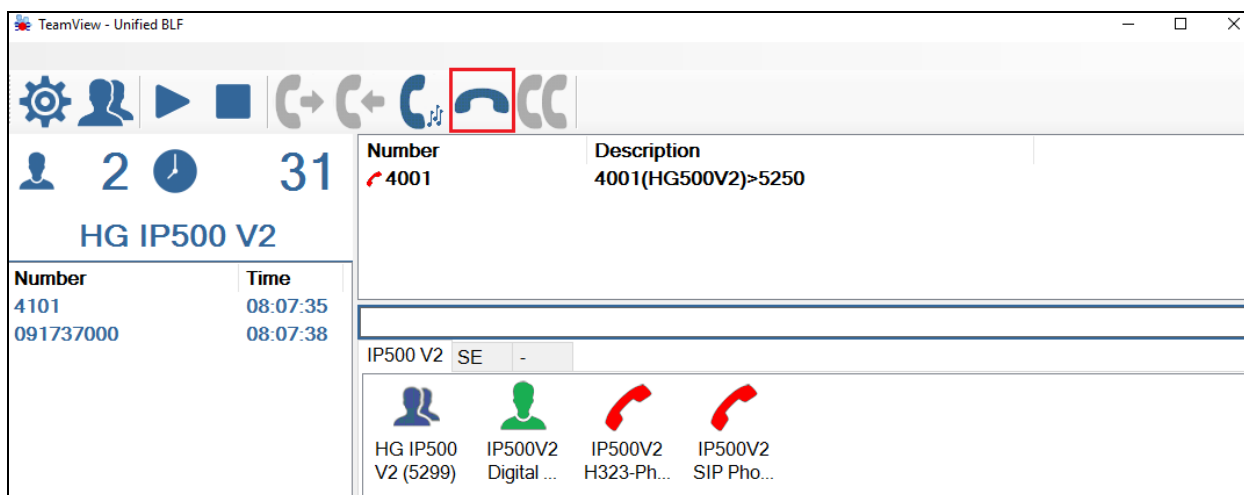 TeamView - Unified BLF
2 31
HG IP500 V2
Number Time
4101 08:07:35
091737000 08:07:38
Number Description
4001 4001(HG500V2)>5250
IP500 V2 SE -
HG IP500 IP500V2 IP500V2 IP500V2
V2 (5299) Digital ... H323-Ph... SIP Pho...